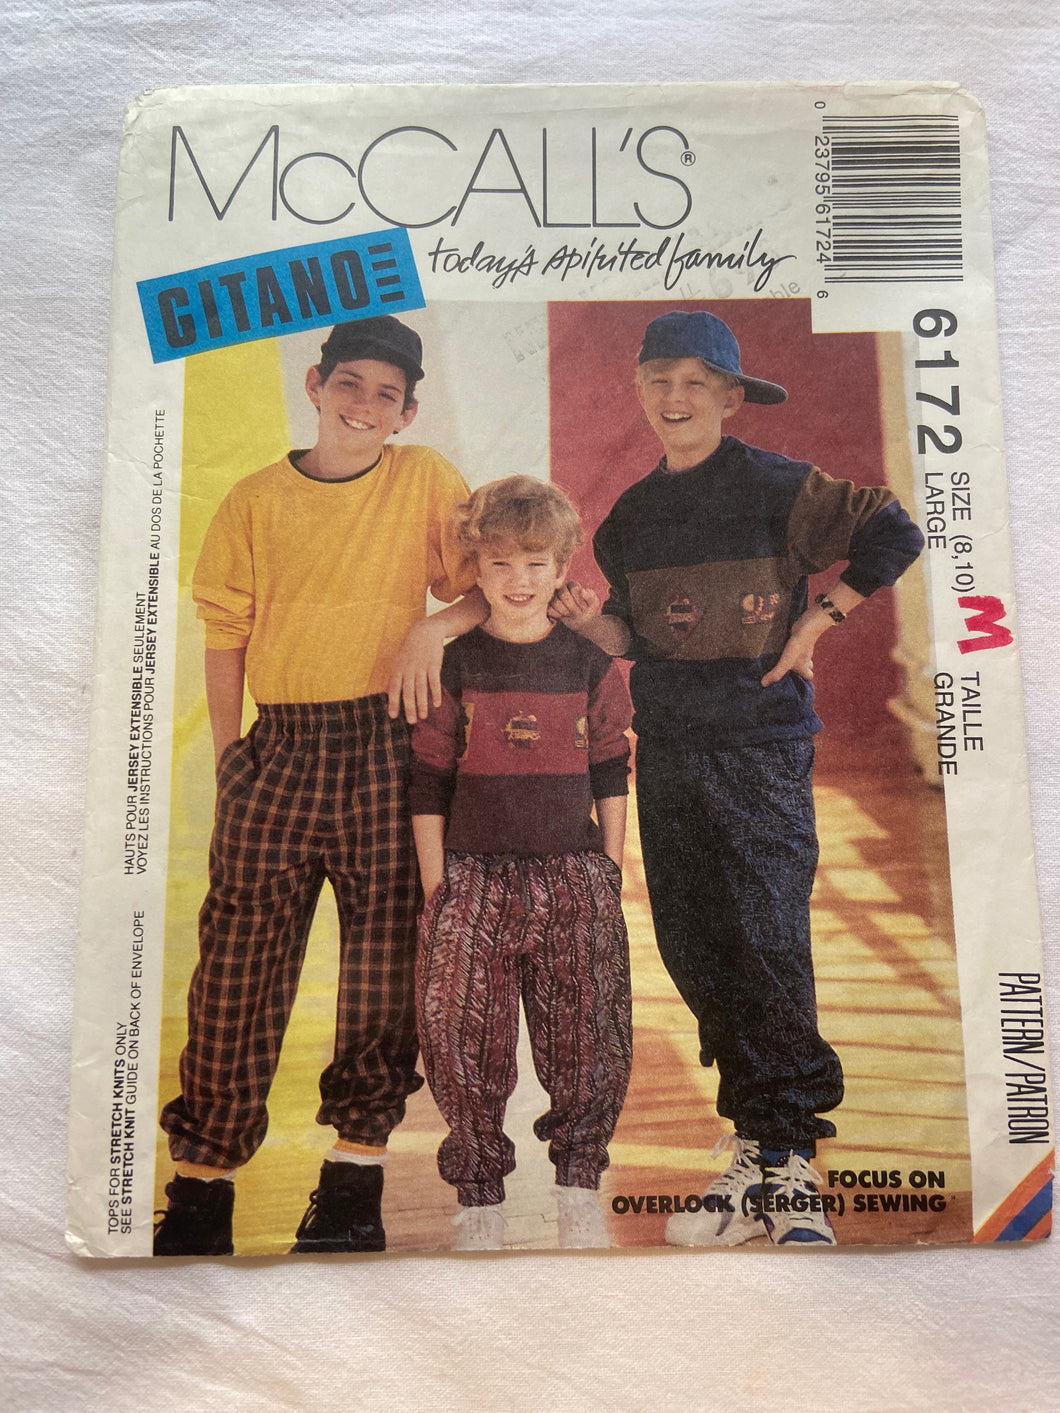 McCALL'S®
today's spirited family
GITANO
0 23795 61724 6
6172
SIZE (8,10)
LARGE
M
TAILLE
GRANDE
HAUTS POUR JERSEY EXTENSIBLE SEULEMENT
VOYEZ LES INSTRUCTIONS POUR JERSEY EXTENSIBLE AU DOS DE LA POCHETTE
TOPS FOR STRETCH KNITS ONLY
SEE STRETCH KNIT GUIDE ON BACK OF ENVELOPE
PATTERN/PATRON
FOCUS ON
OVERLOCK (SERGER) SEWING